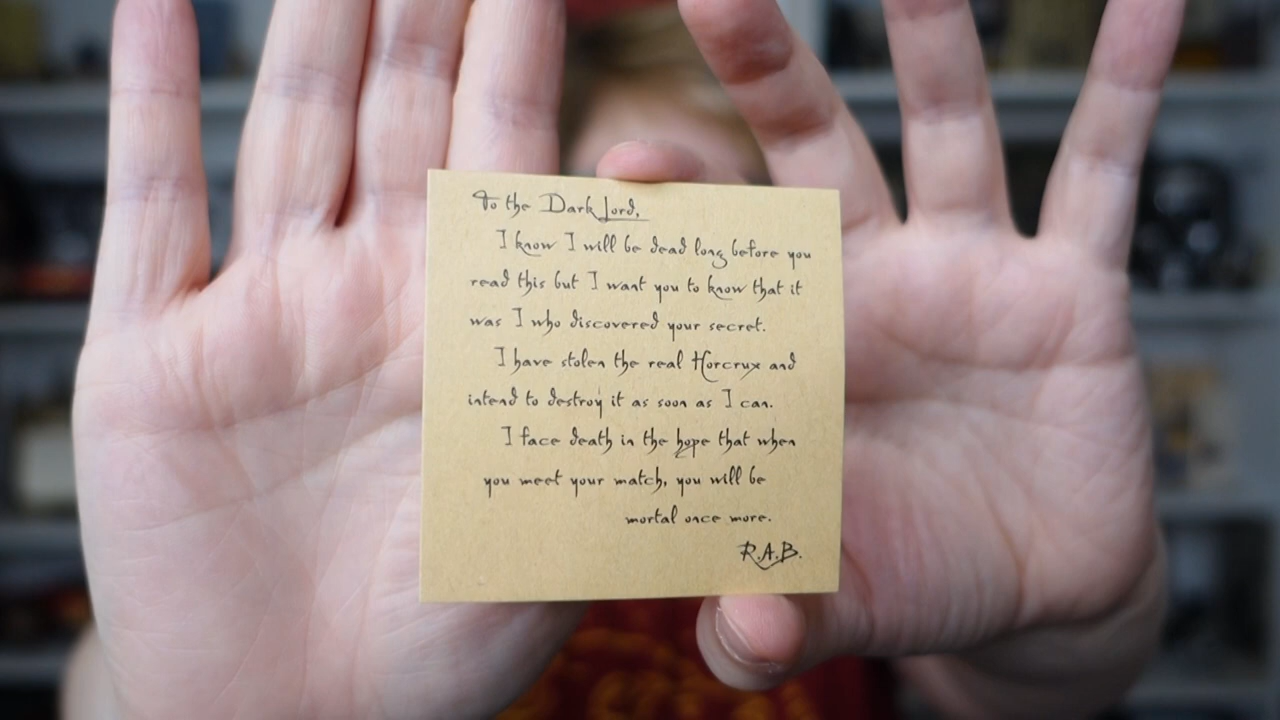 To the Dark Lord,
I know I will be dead long before you
read this but I want you to know that it
was I who discovered your secret.
I have stolen the real Horcrux and
intend to destroy it as soon as I can.
I face death in the hope that when
you meet your match, you will be
mortal once more.
R.A.B.